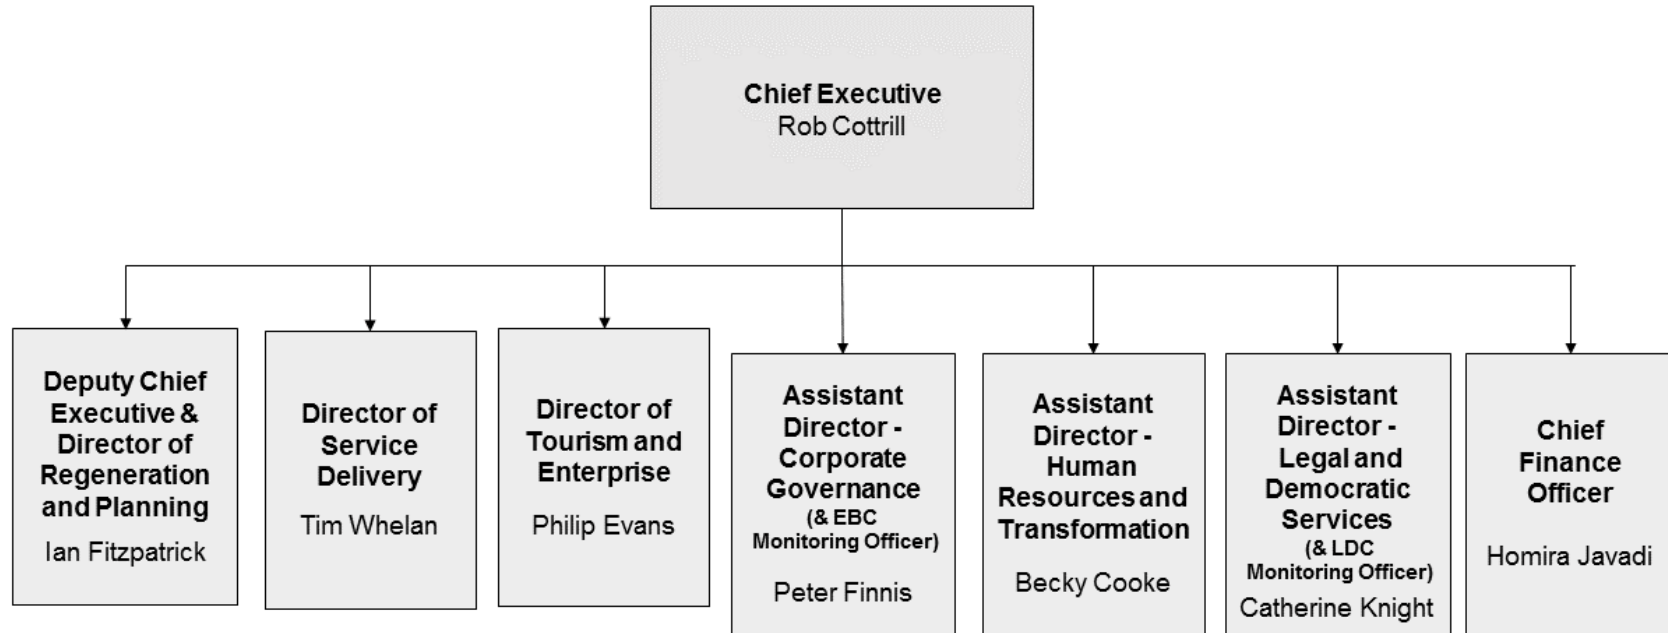 Chief Executive
Rob Cottrill
Deputy Chief
Executive &
Director of
Regeneration
and Planning
Ian Fitzpatrick
Director of
Service
Delivery
Tim Whelan
Director of
Tourism and
Enterprise
Philip Evans
Assistant
Director -
Corporate
Governance
(& EBC
Monitoring Officer)
Peter Finnis
Assistant
Director -
Human
Resources and
Transformation
Becky Cooke
Assistant
Director -
Legal and
Democratic
Services
(& LDC
Monitoring Officer)
Catherine Knight
Chief
Finance
Officer
Homira Javadi